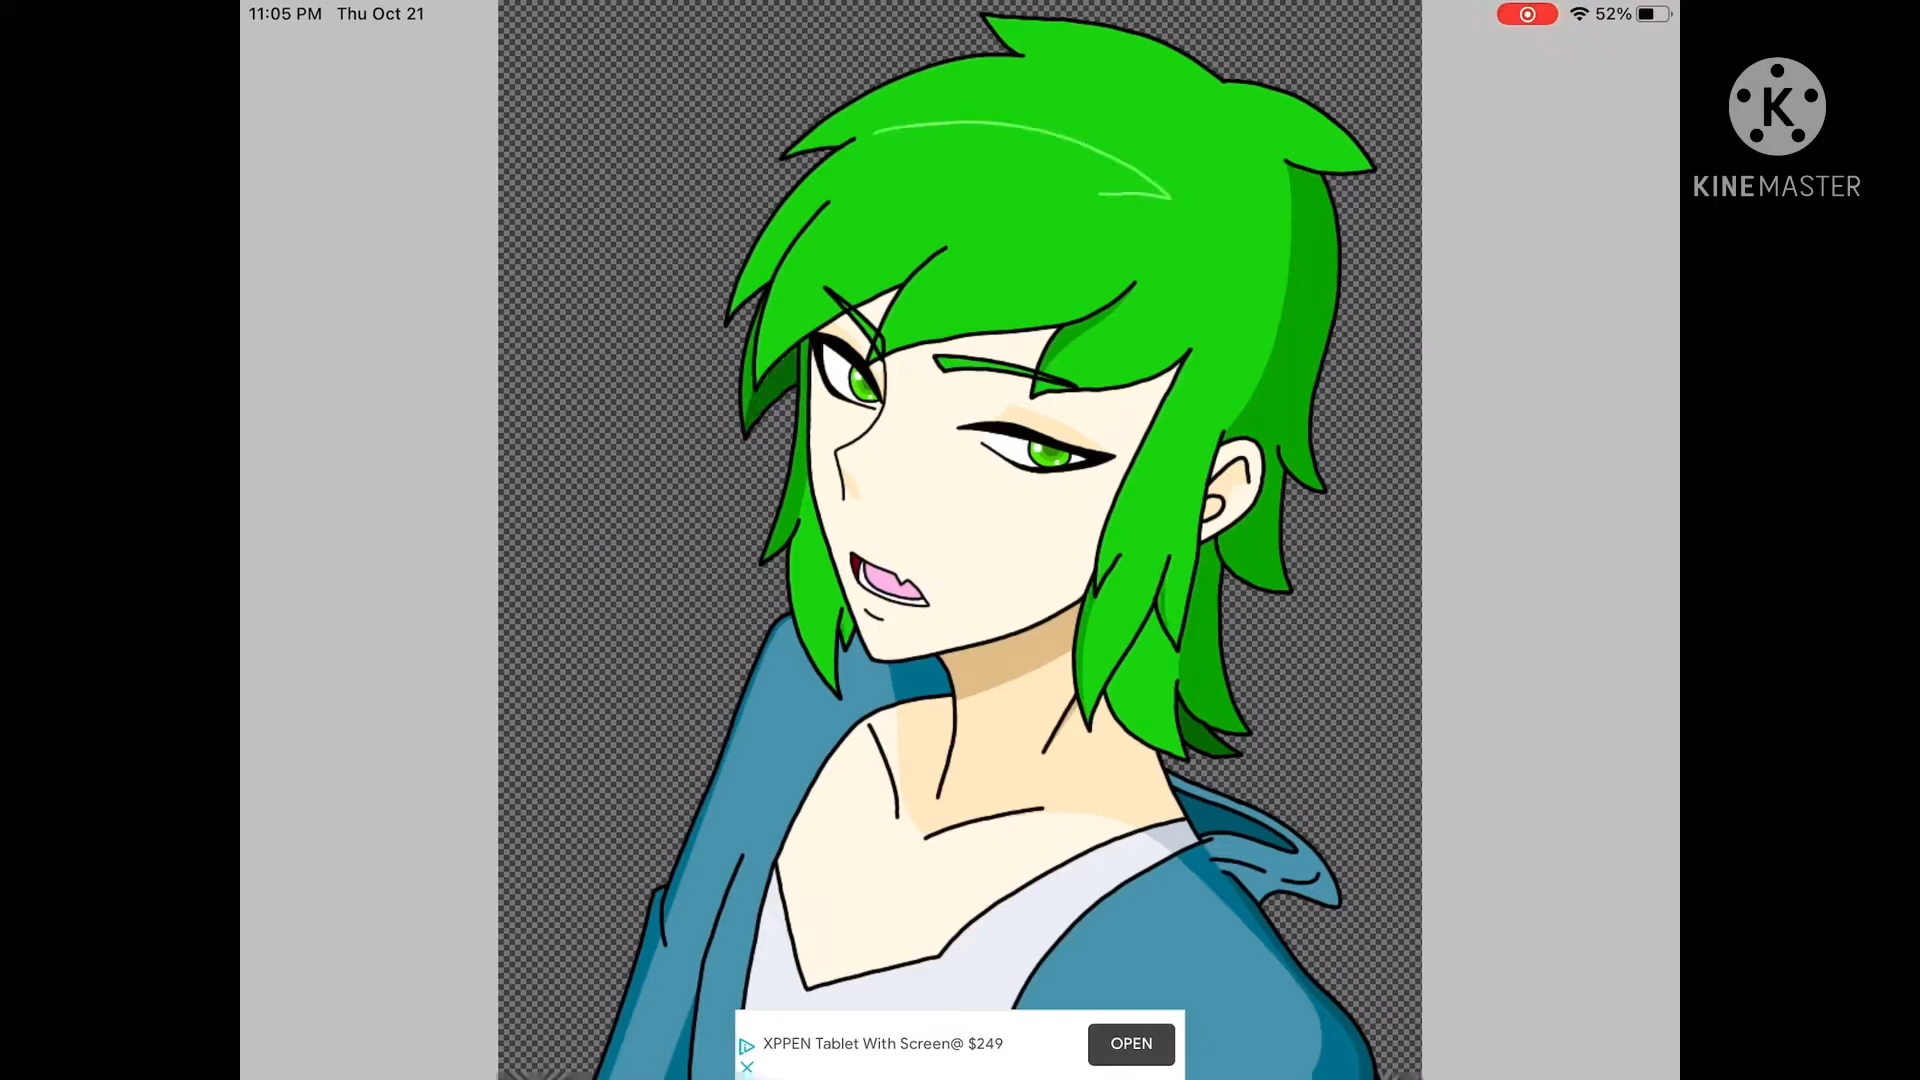 11:05 PM Thu Oct 21
52%
K
KINEMASTER
XPPEN Tablet With Screen@ $249
OPEN